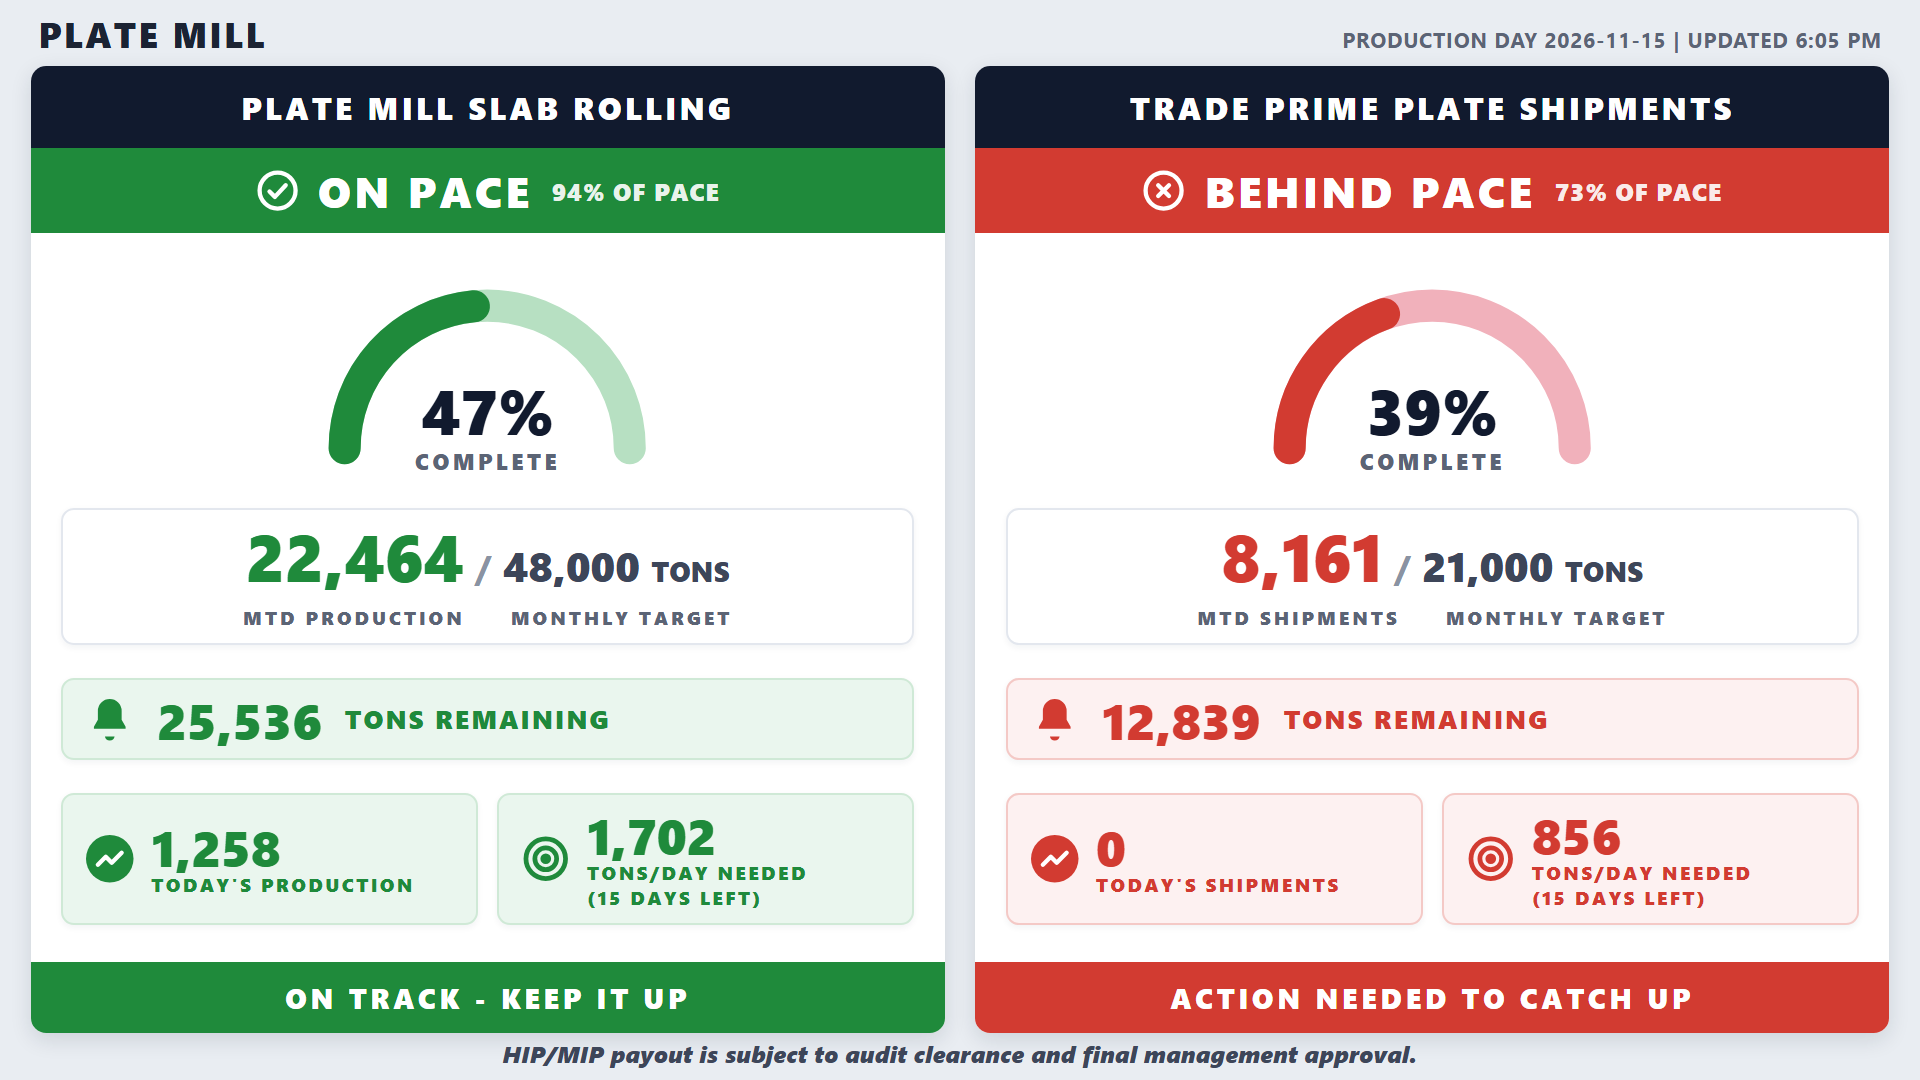 PLATE MILL
PRODUCTION DAY 2026-11-15 | UPDATED 6:05 PM
PLATE MILL SLAB ROLLING
ON PACE 94% OF PACE
47%
COMPLETE
22,464 / 48,000 TONS
MTD PRODUCTION MONTHLY TARGET
25,536 TONS REMAINING
1,258
TODAY'S PRODUCTION
1,702
TONS/DAY NEEDED
(15 DAYS LEFT)
ON TRACK - KEEP IT UP
TRADE PRIME PLATE SHIPMENTS
BEHIND PACE 73% OF PACE
39%
COMPLETE
8,161 / 21,000 TONS
MTD SHIPMENTS MONTHLY TARGET
12,839 TONS REMAINING
0
TODAY'S SHIPMENTS
856
TONS/DAY NEEDED
(15 DAYS LEFT)
ACTION NEEDED TO CATCH UP
HIP/MIP payout is subject to audit clearance and final management approval.